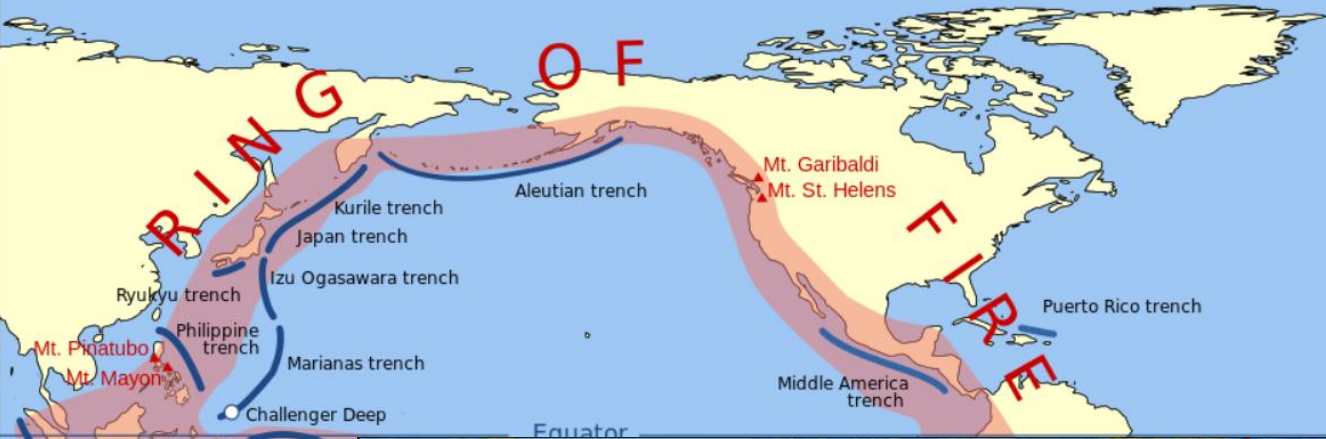 RING OF FIRE
Mt. Garibaldi
Mt. St. Helens
Aleutian trench
Kurile trench
Japan trench
Izu Ogasawara trench
Ryukyu trench
Puerto Rico trench
Philippine
trench
Mt. Pinatubo
Mt. Mayon
Marianas trench
Middle America
trench
Challenger Deep
Equator